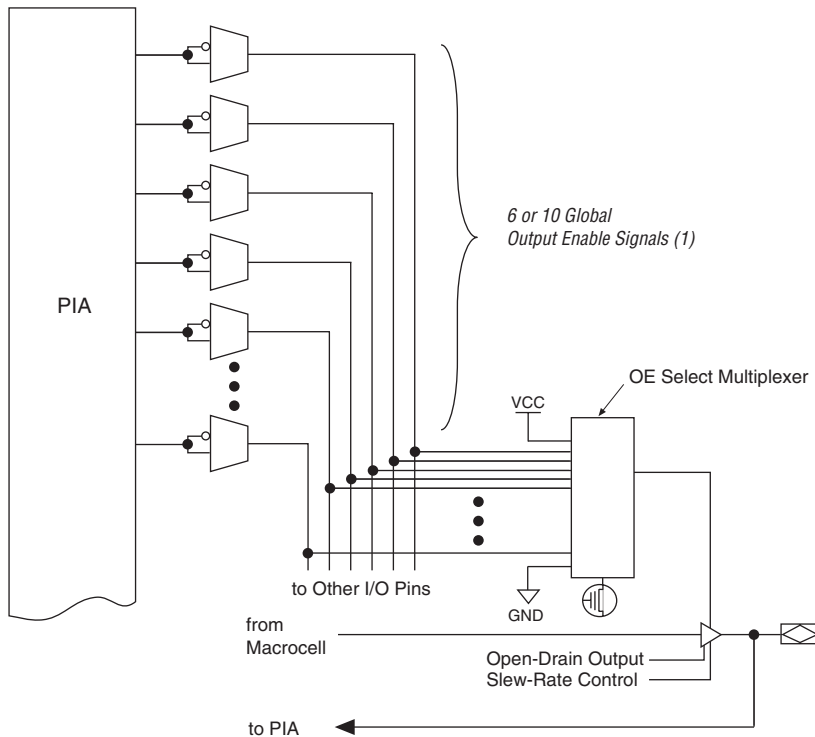 PIA
6 or 10 Global
Output Enable Signals (1)
OE Select Multiplexer
VCC
to Other I/O Pins
GND
from
Macrocell
Open-Drain Output
Slew-Rate Control
to PIA